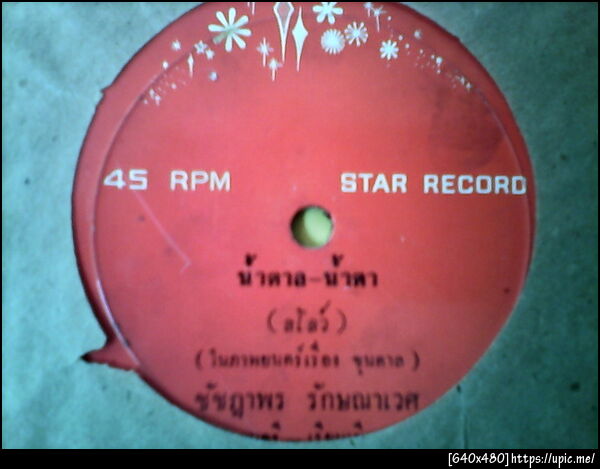 45 RPM STAR RECORD
น้ำตาล-น้ำตา
(สโลว์)
(ในภาพยนตร์เรื่อง ขุนตาล)
ชัชฎาพร รักษณาเวศ
[640x480]https://upic.me/